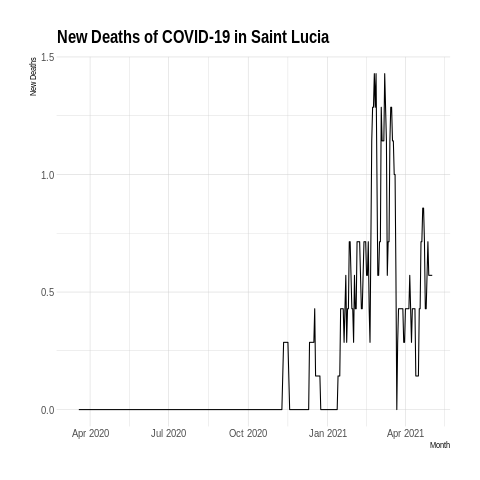 New Deaths of COVID-19 in Saint Lucia
New Deaths
1.5
1.0
0.5
0.0
Apr 2020 Jul 2020 Oct 2020 Jan 2021 Apr 2021
Month